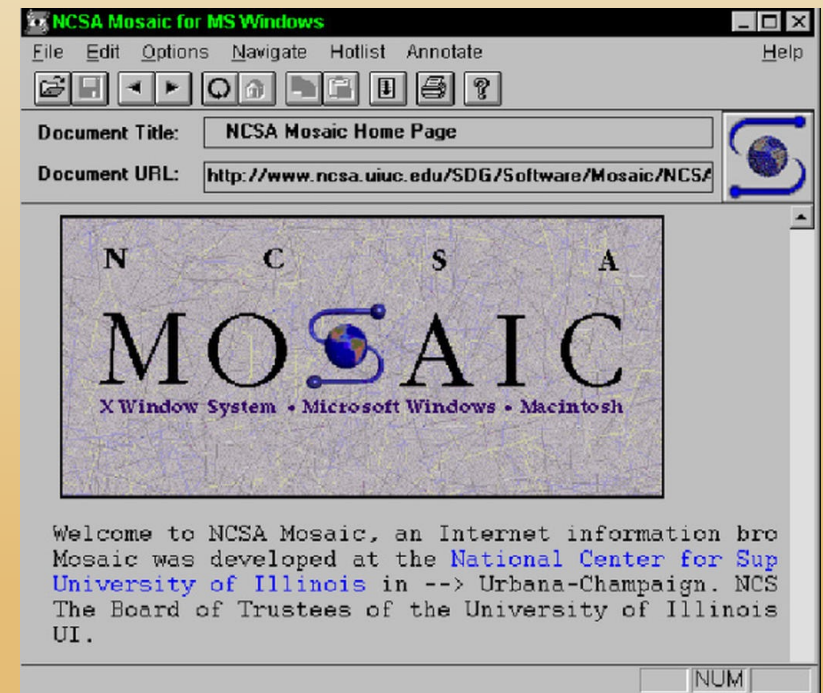 NCSA Mosaic for MS Windows
File Edit Options Navigate Hotlist Annotate Help
Document Title: NCSA Mosaic Home Page
Document URL: http://www.ncsa.uiuc.edu/SDG/Software/Mosaic/NCSA
N C S A
MOSAIC
X Window System • Microsoft Windows • Macintosh
Welcome to NCSA Mosaic, an Internet information bro
Mosaic was developed at the National Center for Sup
University of Illinois in --> Urbana-Champaign. NCS
The Board of Trustees of the University of Illinois
UI.
NUM